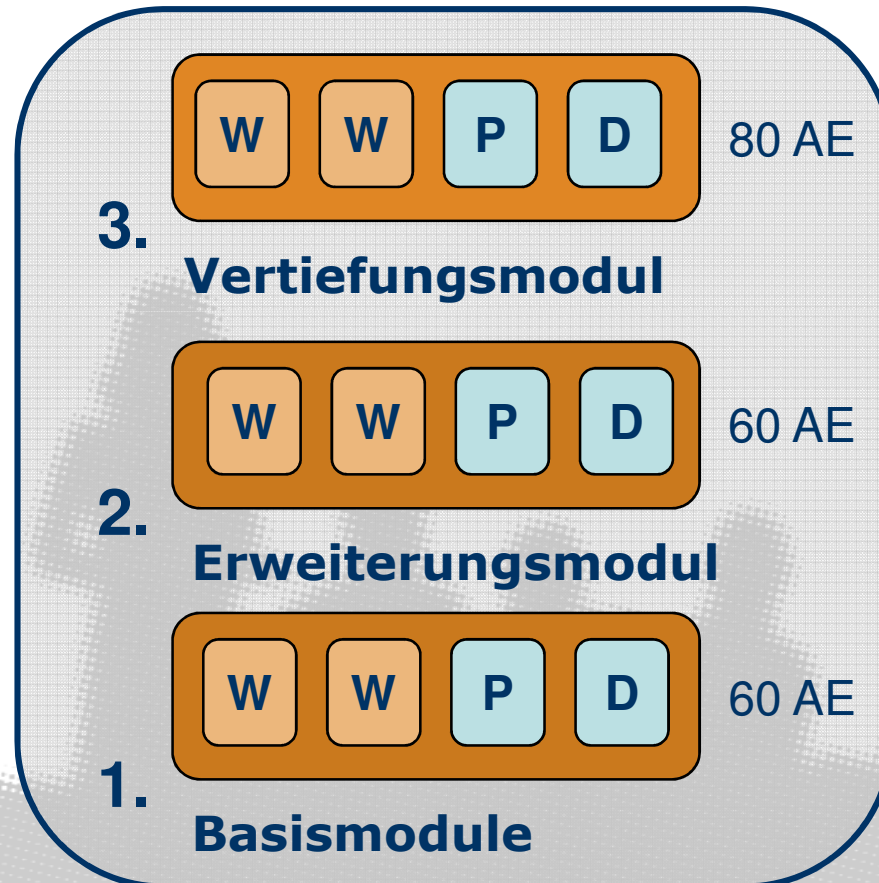 W W P D 80 AE
3.
Vertiefungsmodul
W W P D 60 AE
2.
Erweiterungsmodul
W W P D 60 AE
1.
Basismodule